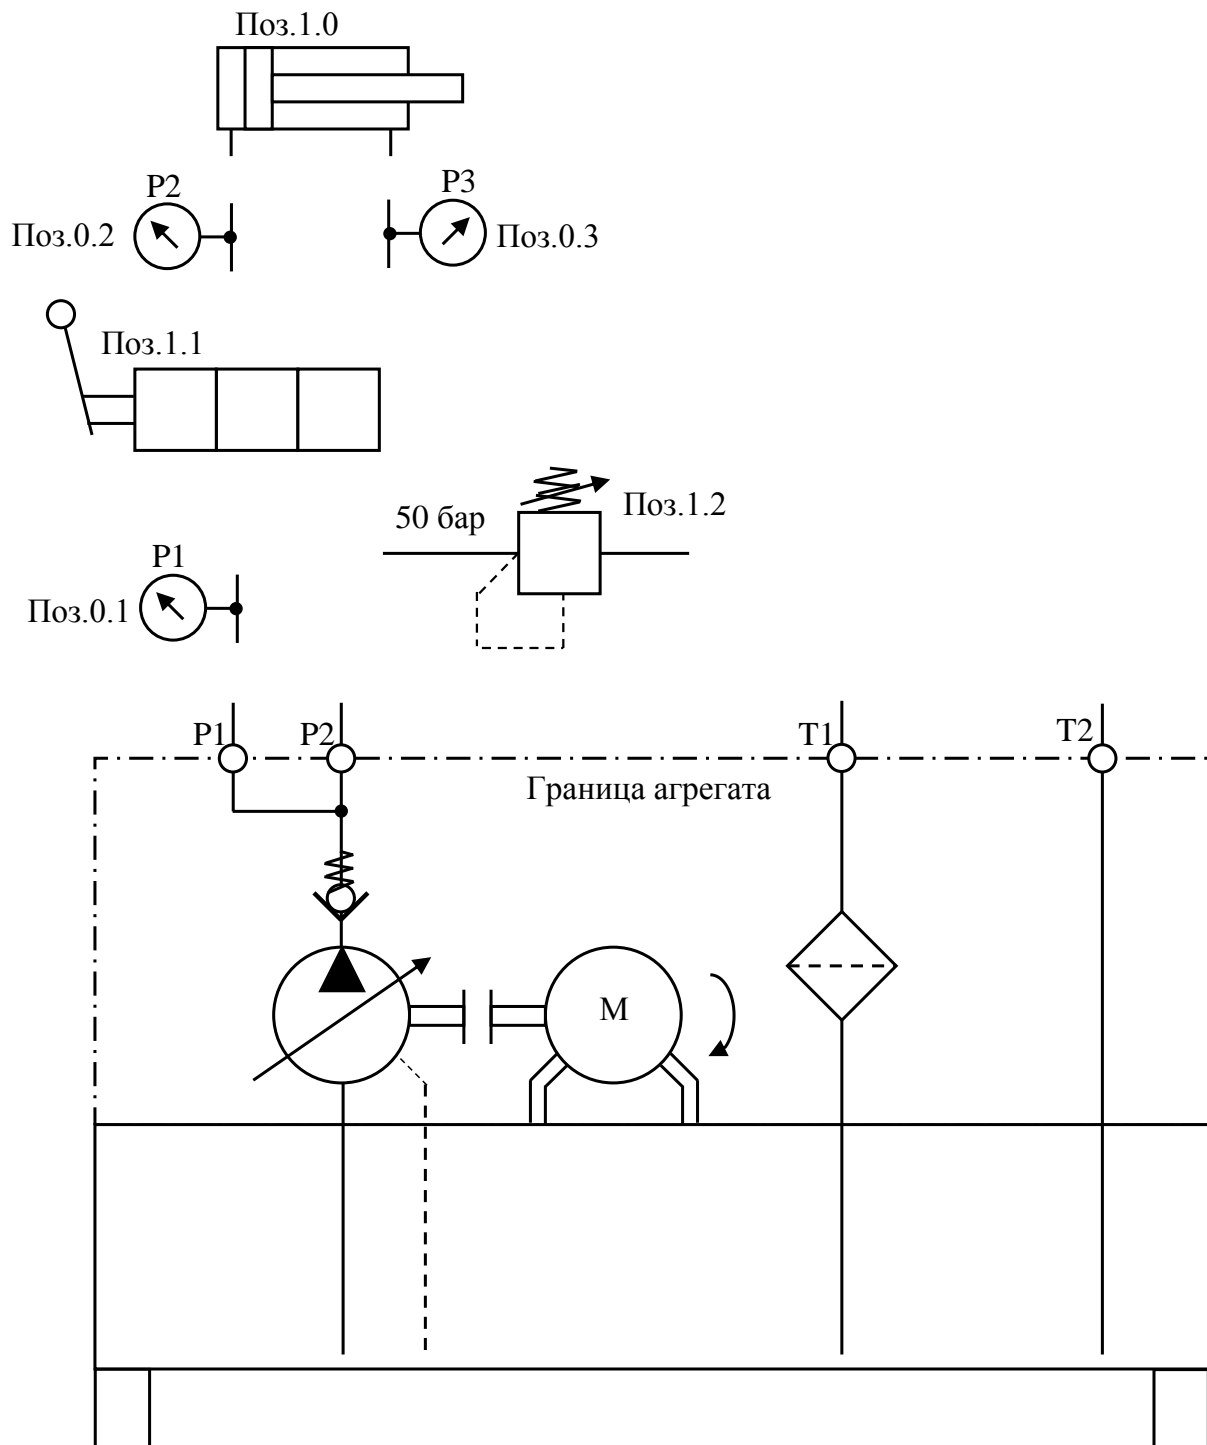 Поз.1.0
P2
P3
Поз.0.2
Поз.0.3
Поз.1.1
50 бар
Поз.1.2
P1
Поз.0.1
P1
P2
T1
T2
Граница агрегата
М